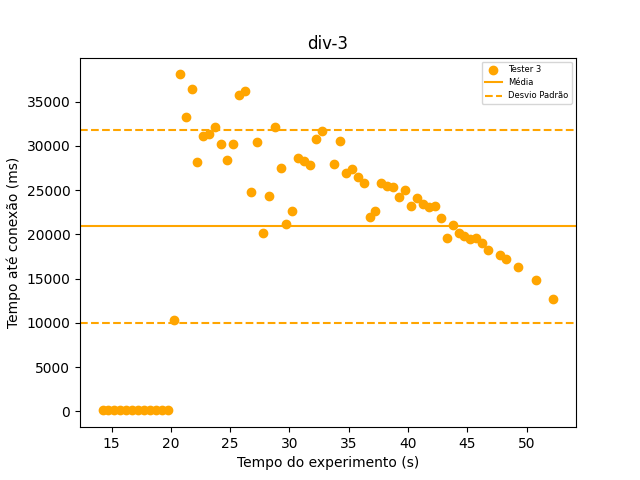 div-3
Tester 3
Média
Desvio Padrão
Tempo até conexão (ms)
35000
30000
25000
20000
15000
10000
5000
0
15 20 25 30 35 40 45 50
Tempo do experimento (s)